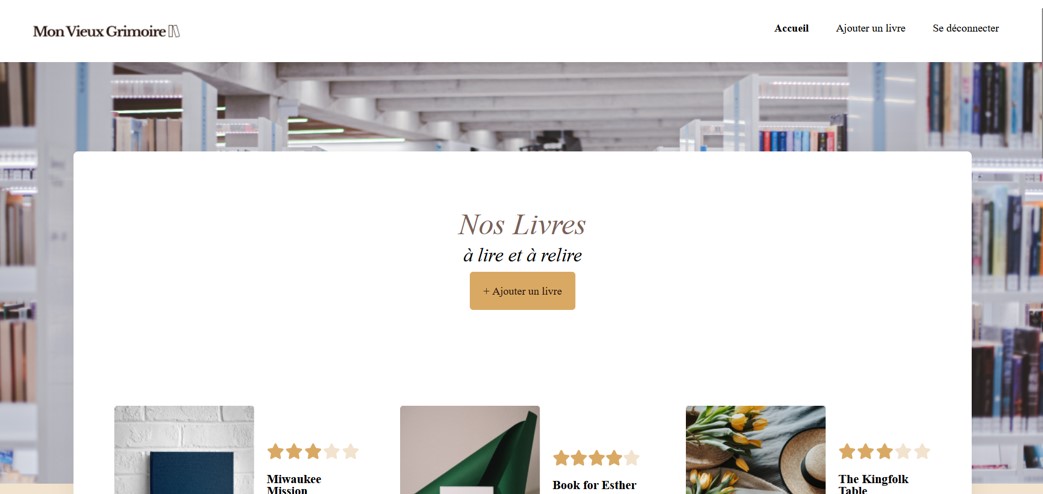 Mon Vieux Grimoire
Accueil
Ajouter un livre
Se déconnecter
Nos Livres
à lire et à relire
+ Ajouter un livre
Miwaukee
Mission
Book for Esther
The Kingfolk
Table